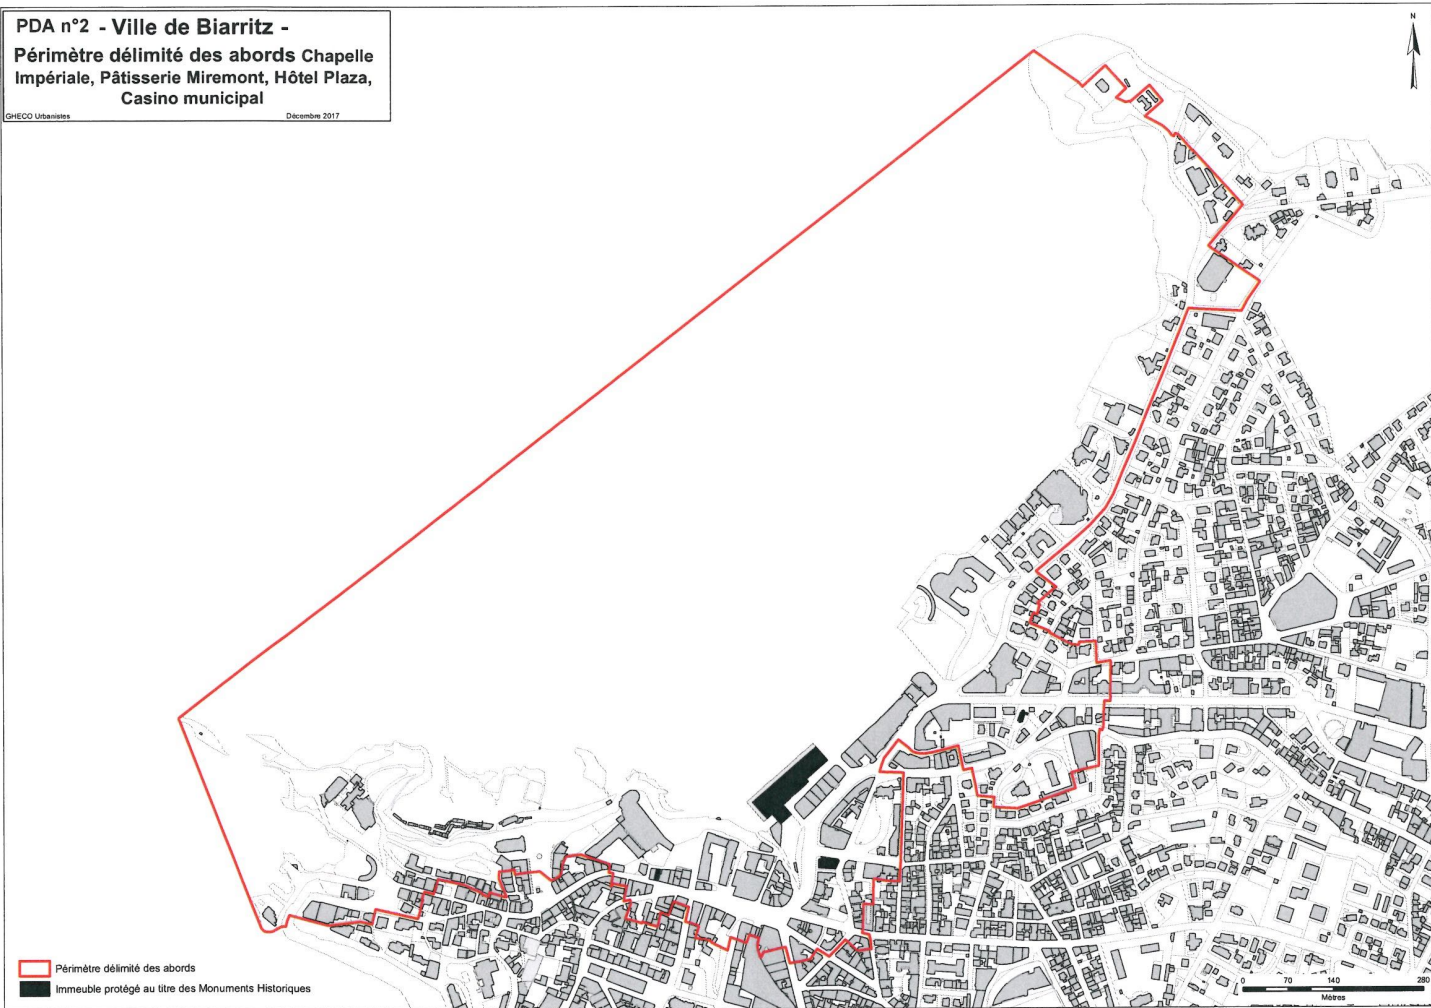 PDA n°2 - Ville de Biarritz -
Périmètre délimité des abords Chapelle
Impériale, Pâtisserie Miremont, Hôtel Plaza,
Casino municipal
GHECO Urbanistes Décembre 2017
N
Périmètre délimité des abords
Immeuble protégé au titre des Monuments Historiques
0 70 140 280
Mètres